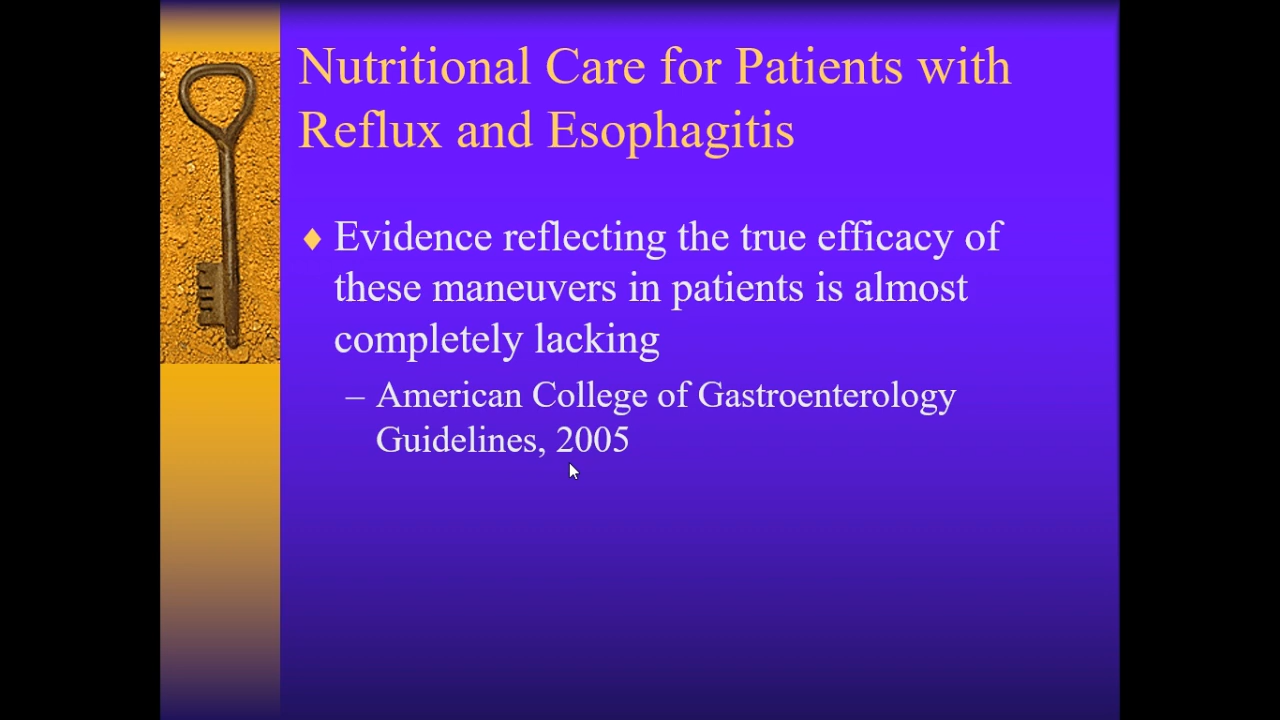 Nutritional Care for Patients with
Reflux and Esophagitis
♦ Evidence reflecting the true efficacy of
these maneuvers in patients is almost
completely lacking
– American College of Gastroenterology
Guidelines, 2005